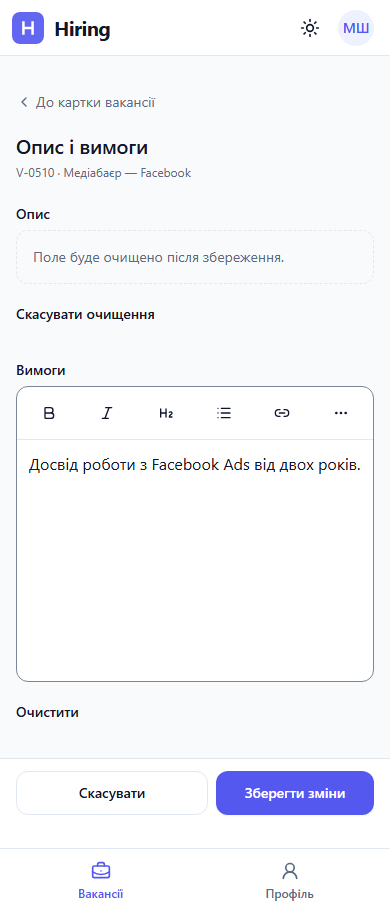 H Hiring МШ
До картки вакансії
Опис і вимоги
V-0510 · Медіабаєр — Facebook
Опис
Поле буде очищено після збереження.
Скасувати очищення
Вимоги
B I H2
Досвід роботи з Facebook Ads від двох років.
Очистити
Скасувати Зберегти зміни
Вакансії Профіль